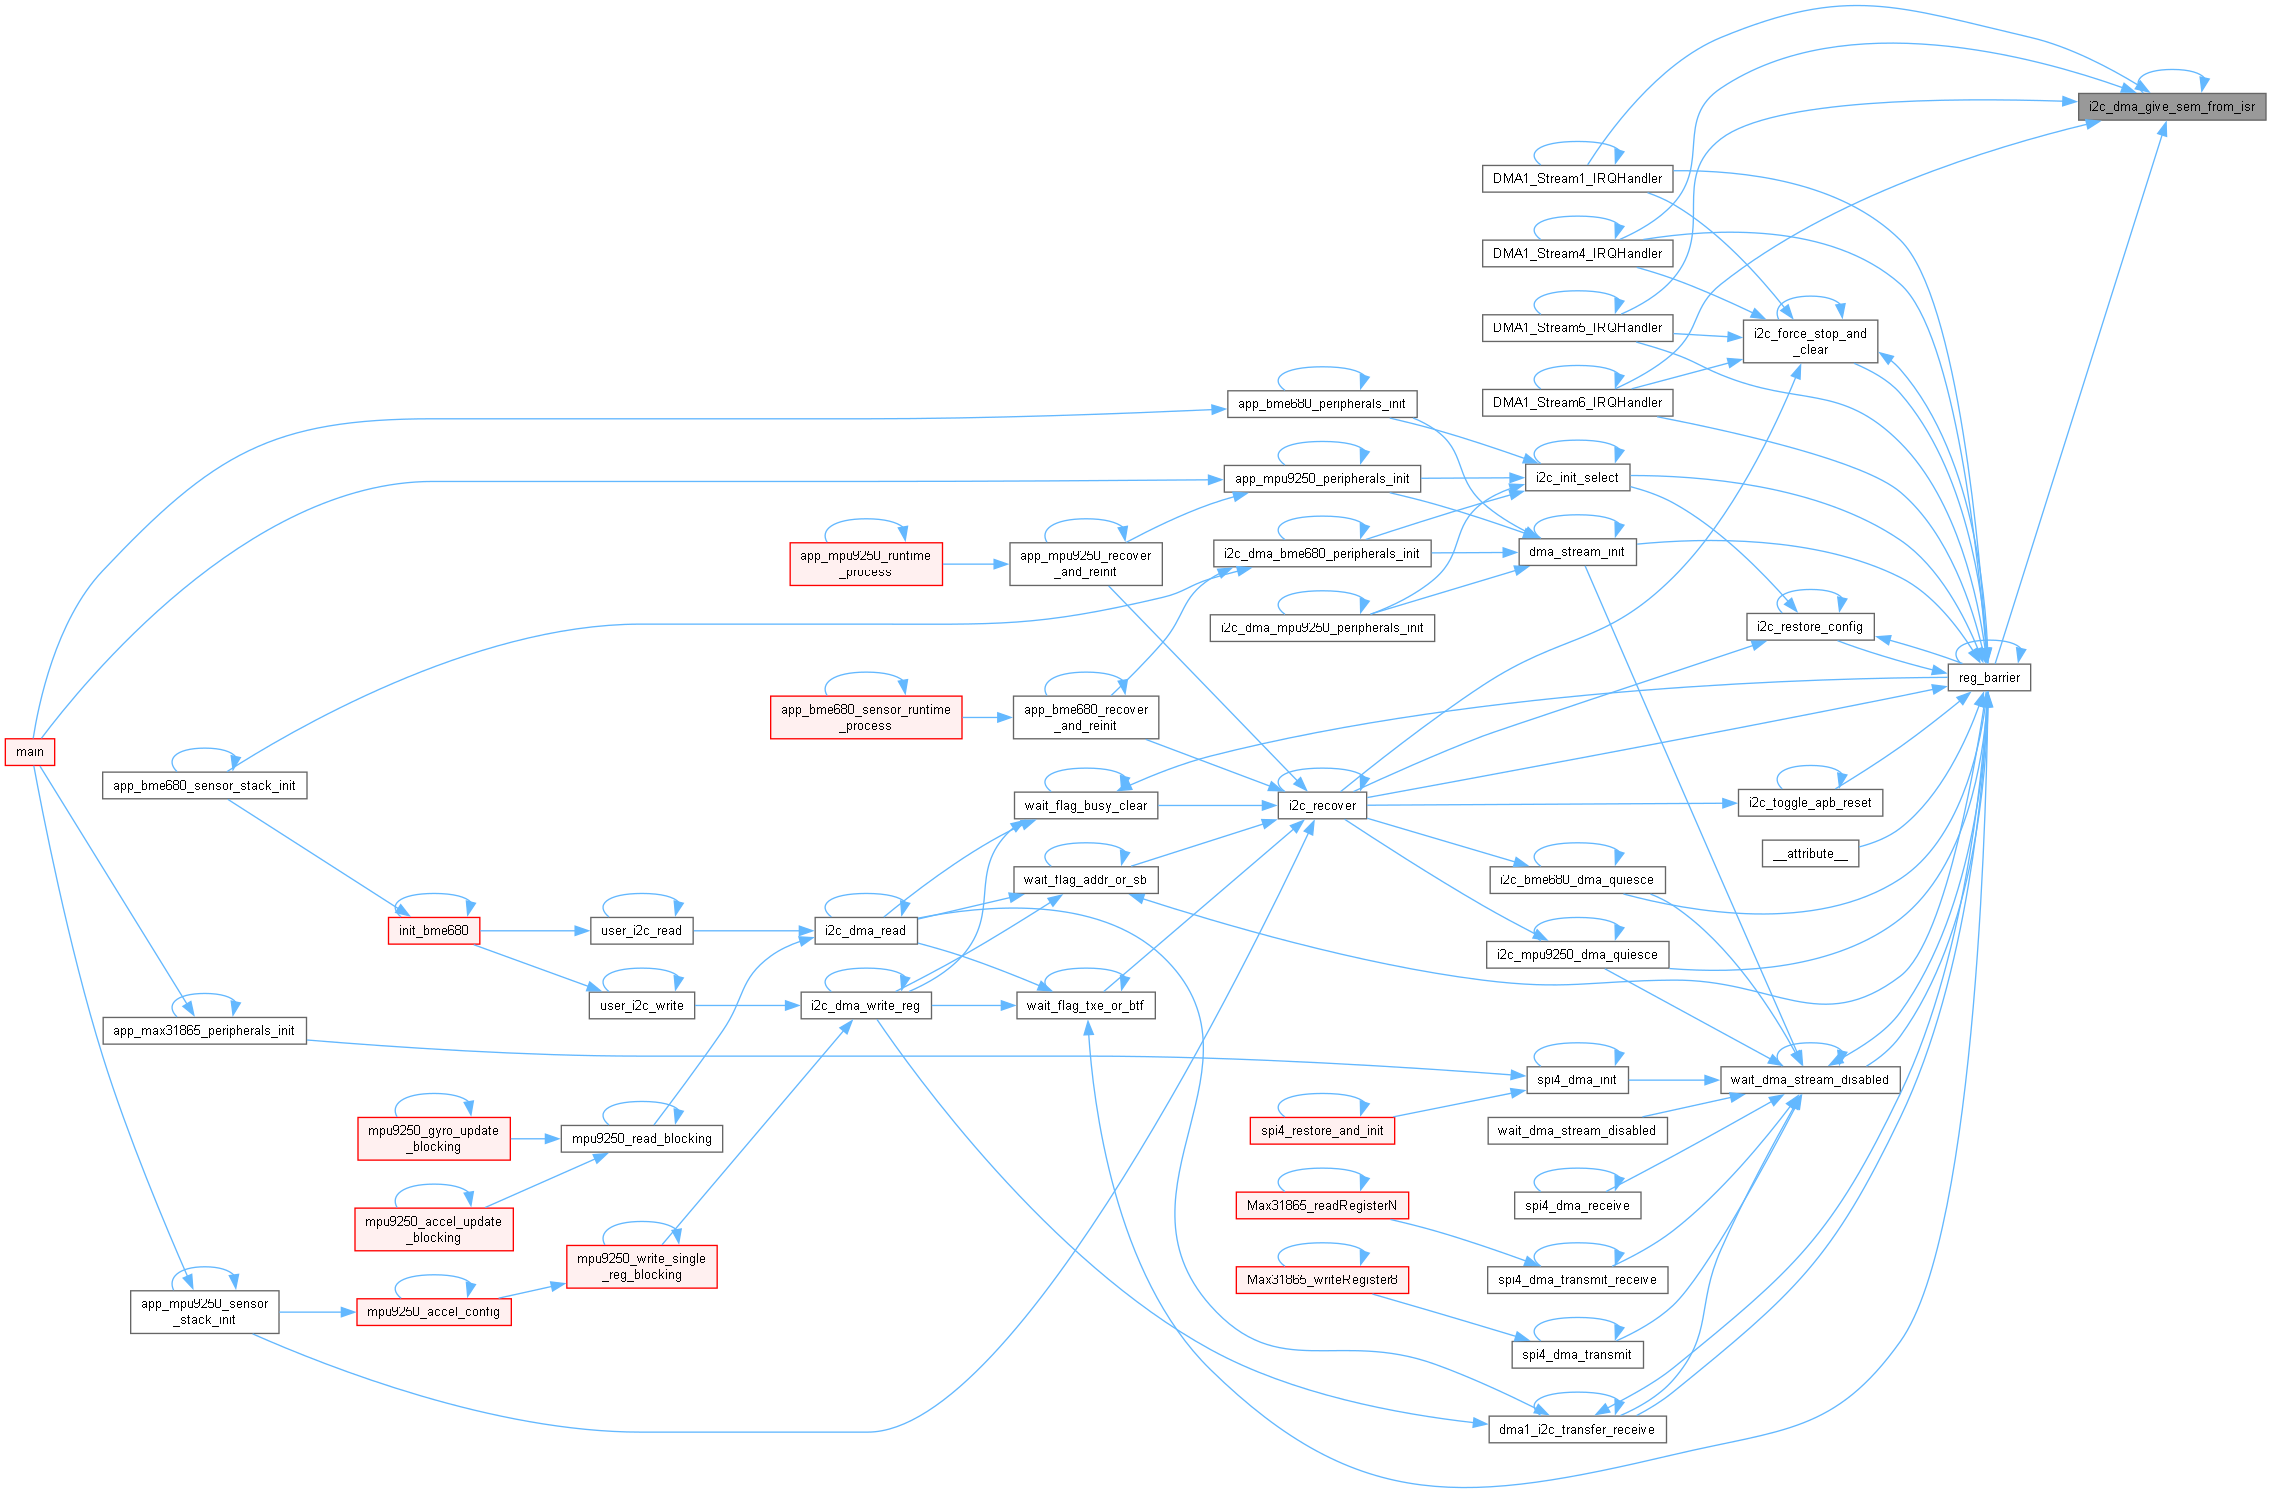 i2c_dma_give_sem_from_isr
DMA1_Stream1_IRQHandler
DMA1_Stream4_IRQHandler
DMA1_Stream5_IRQHandler
i2c_force_stop_and
_clear
DMA1_Stream6_IRQHandler
app_bme680_peripherals_init
app_mpu9250_peripherals_init
i2c_init_select
app_mpu9250_runtime
_process
app_mpu9250_recover
_and_reinit
i2c_dma_bme680_peripherals_init
dma_stream_init
i2c_dma_mpu9250_peripherals_init
i2c_restore_config
reg_barrier
app_bme680_sensor_runtime
_process
app_bme680_recover
_and_reinit
main
app_bme680_sensor_stack_init
wait_flag_busy_clear
i2c_recover
i2c_toggle_apb_reset
__attribute__
wait_flag_addr_or_sb
i2c_bme680_dma_quiesce
init_bme680
user_i2c_read
i2c_dma_read
i2c_mpu9250_dma_quiesce
user_i2c_write
i2c_dma_write_reg
wait_flag_txe_or_btf
app_max31865_peripherals_init
spi4_dma_init
wait_dma_stream_disabled
mpu9250_gyro_update
_blocking
mpu9250_read_blocking
spi4_restore_and_init
wait_dma_stream_disabled
Max31865_readRegisterN
spi4_dma_receive
mpu9250_accel_update
_blocking
mpu9250_write_single
_reg_blocking
Max31865_writeRegister8
spi4_dma_transmit_receive
app_mpu9250_sensor
_stack_init
mpu9250_accel_config
spi4_dma_transmit
dma1_i2c_transfer_receive